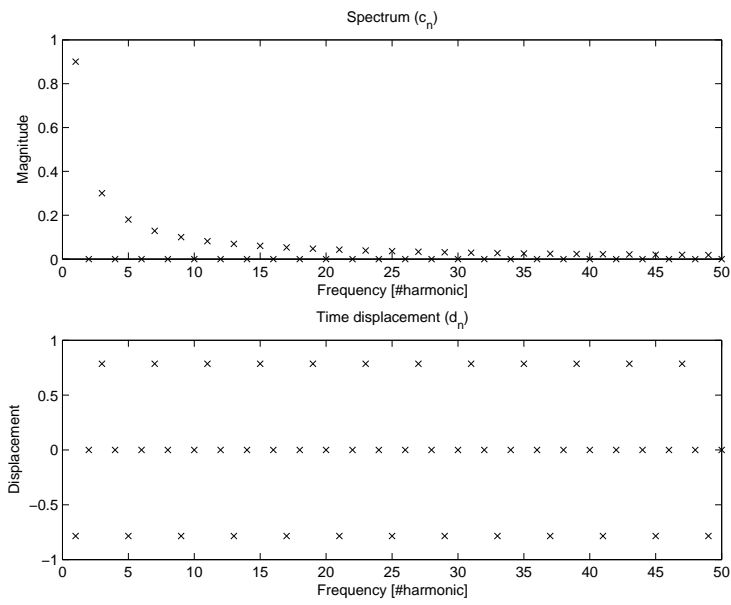 Spectrum (c_n)
1
0.8
0.6
0.4
0.2
0
Magnitude
0 5 10 15 20 25 30 35 40 45 50
Frequency [#harmonic]
Time displacement (d_n)
1
0.5
0
−0.5
−1
Displacement
0 5 10 15 20 25 30 35 40 45 50
Frequency [#harmonic]